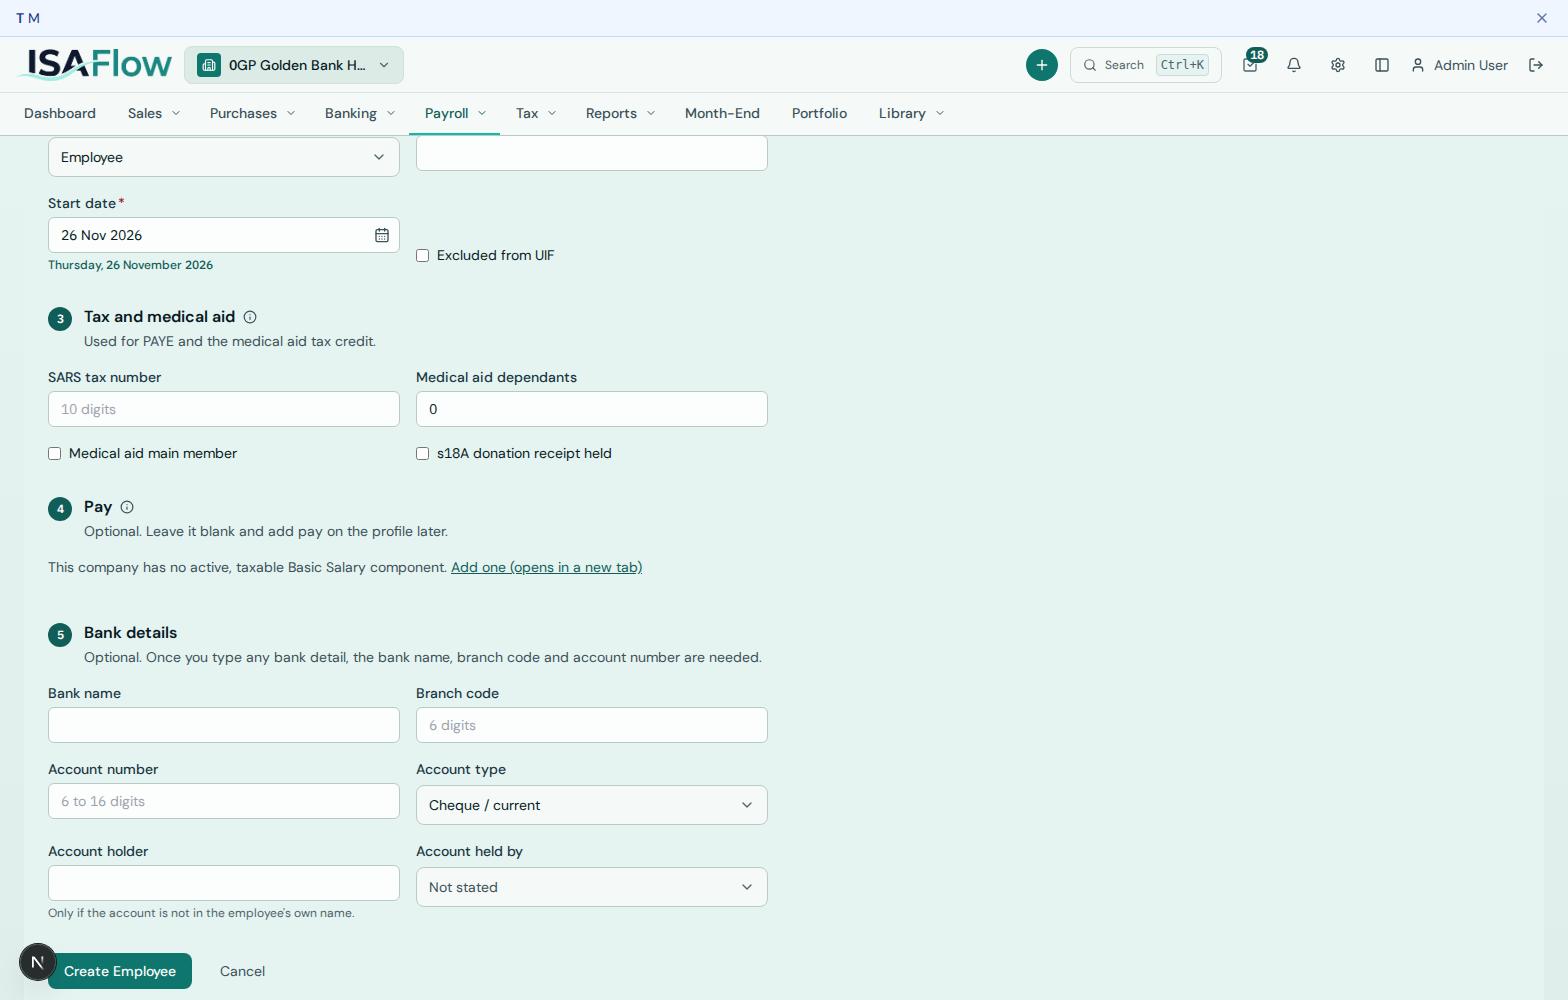 T M
ISAFlow
0GP Golden Bank H...
Search Ctrl+K
18
Admin User
Dashboard
Sales
Purchases
Banking
Payroll
Tax
Reports
Month-End
Portfolio
Library
Employee
Start date*
26 Nov 2026
Thursday, 26 November 2026
Excluded from UIF
3 Tax and medical aid
Used for PAYE and the medical aid tax credit.
SARS tax number
10 digits
Medical aid dependants
0
Medical aid main member
s18A donation receipt held
4 Pay
Optional. Leave it blank and add pay on the profile later.
This company has no active, taxable Basic Salary component. Add one (opens in a new tab)
5 Bank details
Optional. Once you type any bank detail, the bank name, branch code and account number are needed.
Bank name
Branch code
6 digits
Account number
6 to 16 digits
Account type
Cheque / current
Account holder
Only if the account is not in the employee's own name.
Account held by
Not stated
N
Create Employee
Cancel